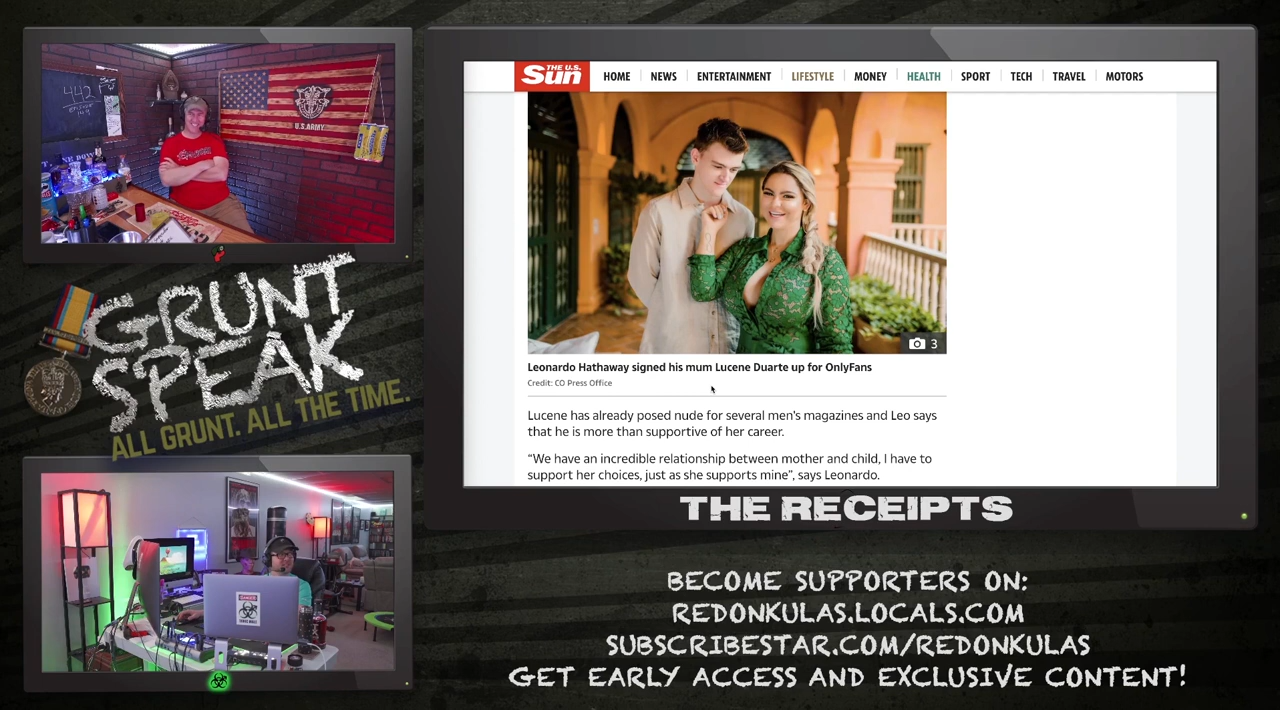 442
U.S. ARMY
GRUNT
SPEAK
ALL GRUNT. ALL THE TIME.
DANGER
THE U.S. Sun
HOME NEWS ENTERTAINMENT LIFESTYLE MONEY HEALTH SPORT TECH TRAVEL MOTORS
3
Leonardo Hathaway signed his mum Lucene Duarte up for OnlyFans
Credit: CO Press Office
Lucene has already posed nude for several men's magazines and Leo says
that he is more than supportive of her career.
“We have an incredible relationship between mother and child, I have to
support her choices, just as she supports mine”, says Leonardo.
THE RECEIPTS
BECOME SUPPORTERS ON:
REDONKULAS.LOCALS.COM
SUBSCRIBESTAR.COM/REDONKULAS
GET EARLY ACCESS AND EXCLUSIVE CONTENT!